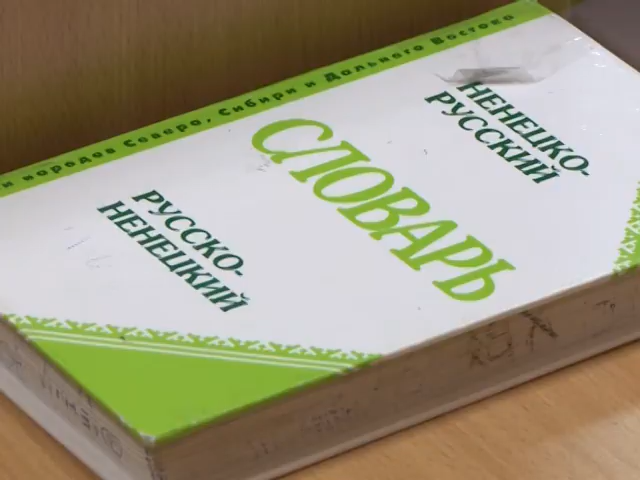 народов Севера, Сибири и Дальнего Востока
НЕНЕЦКО-
РУССКИЙ
СЛОВАРЬ
РУССКО-
НЕНЕЦКИЙ